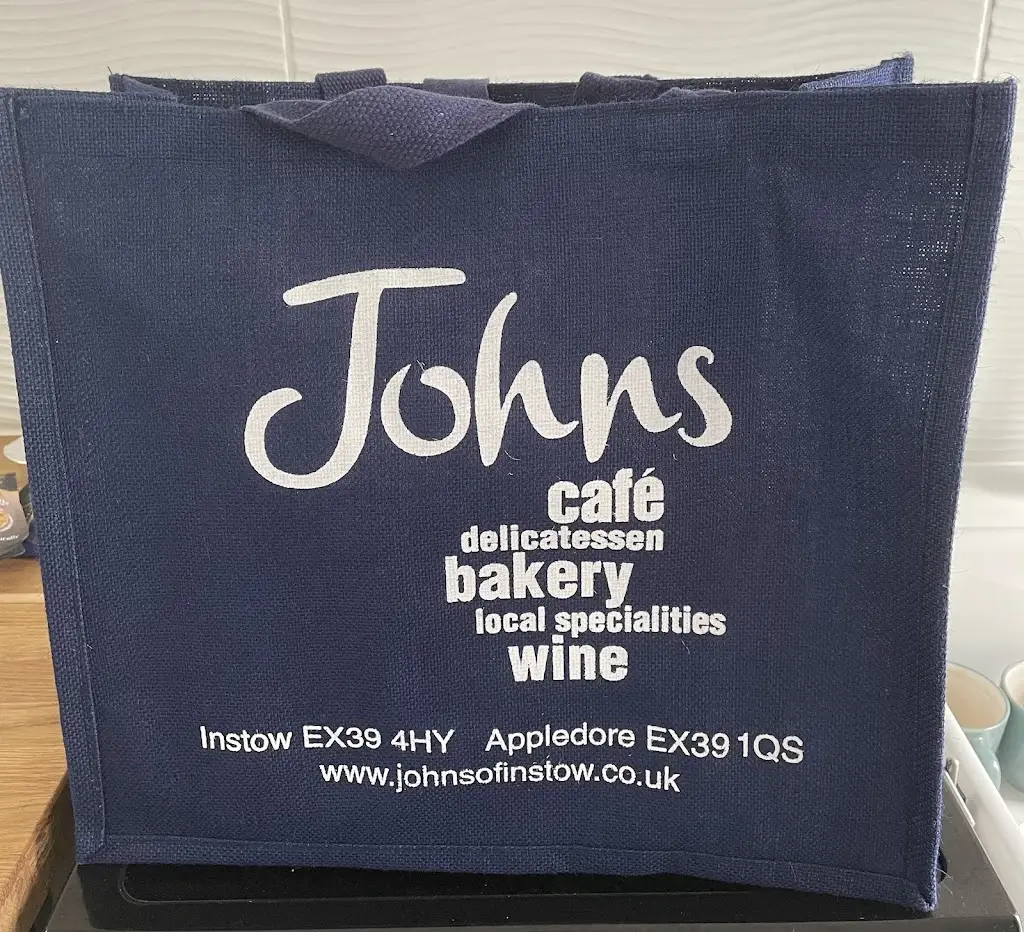 Johns
café
delicatessen
bakery
local specialities
wine
Instow EX39 4HY Appledore EX39 1QS
www.johnsofinstow.co.uk